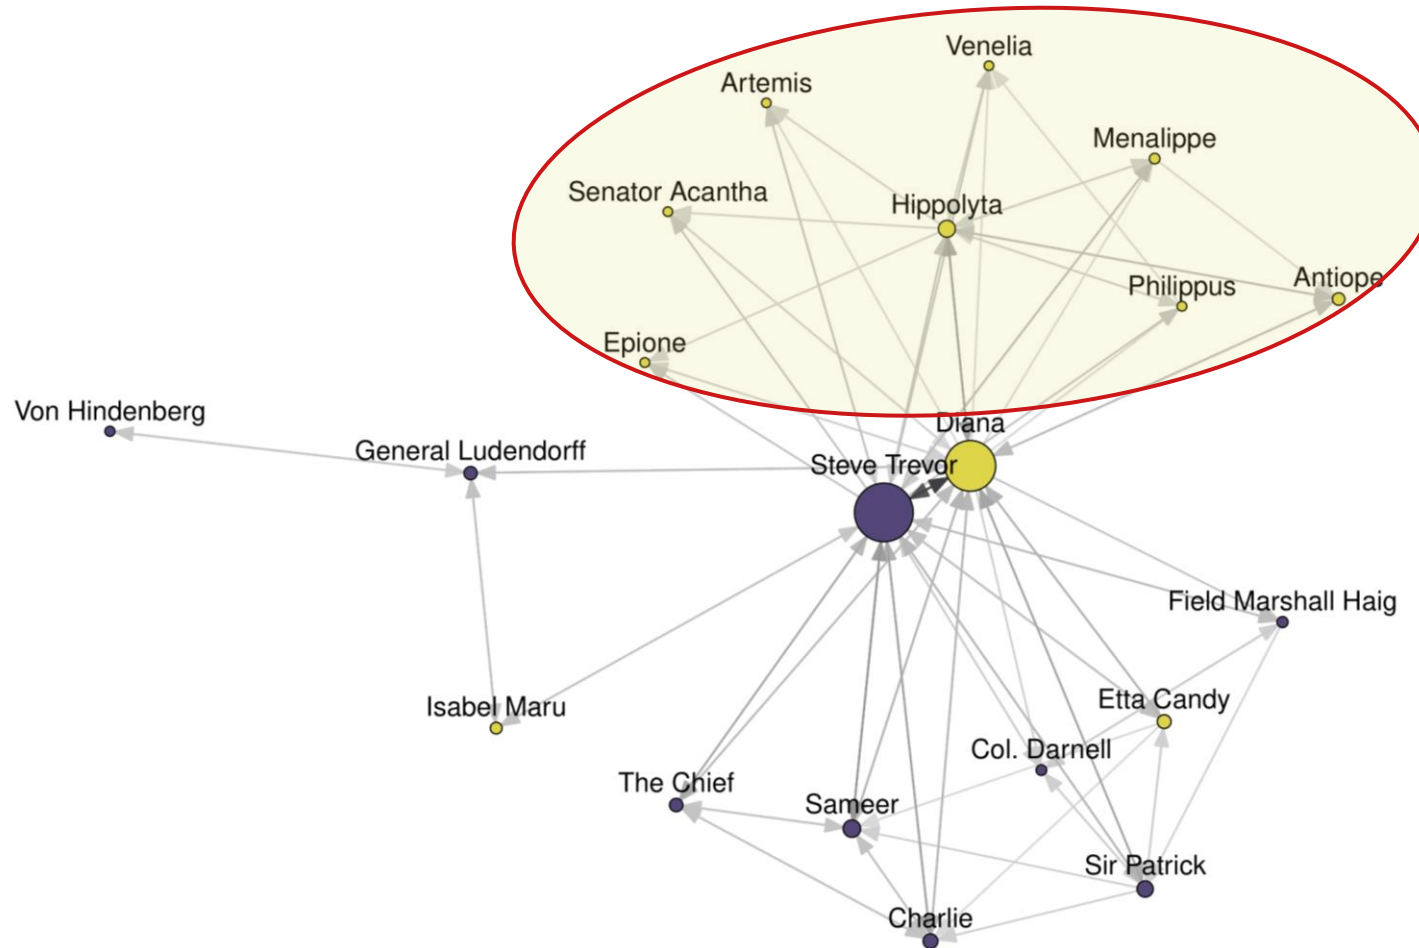 Venelia
Artemis
Menalippe
Senator Acantha
Hippolyta
Antiope
Philippus
Epione
Von Hindenberg
Diana
General Ludendorff
Steve Trevor
Field Marshall Haig
Etta Candy
Isabel Maru
Col. Darnell
The Chief
Sameer
Sir Patrick
Charlie